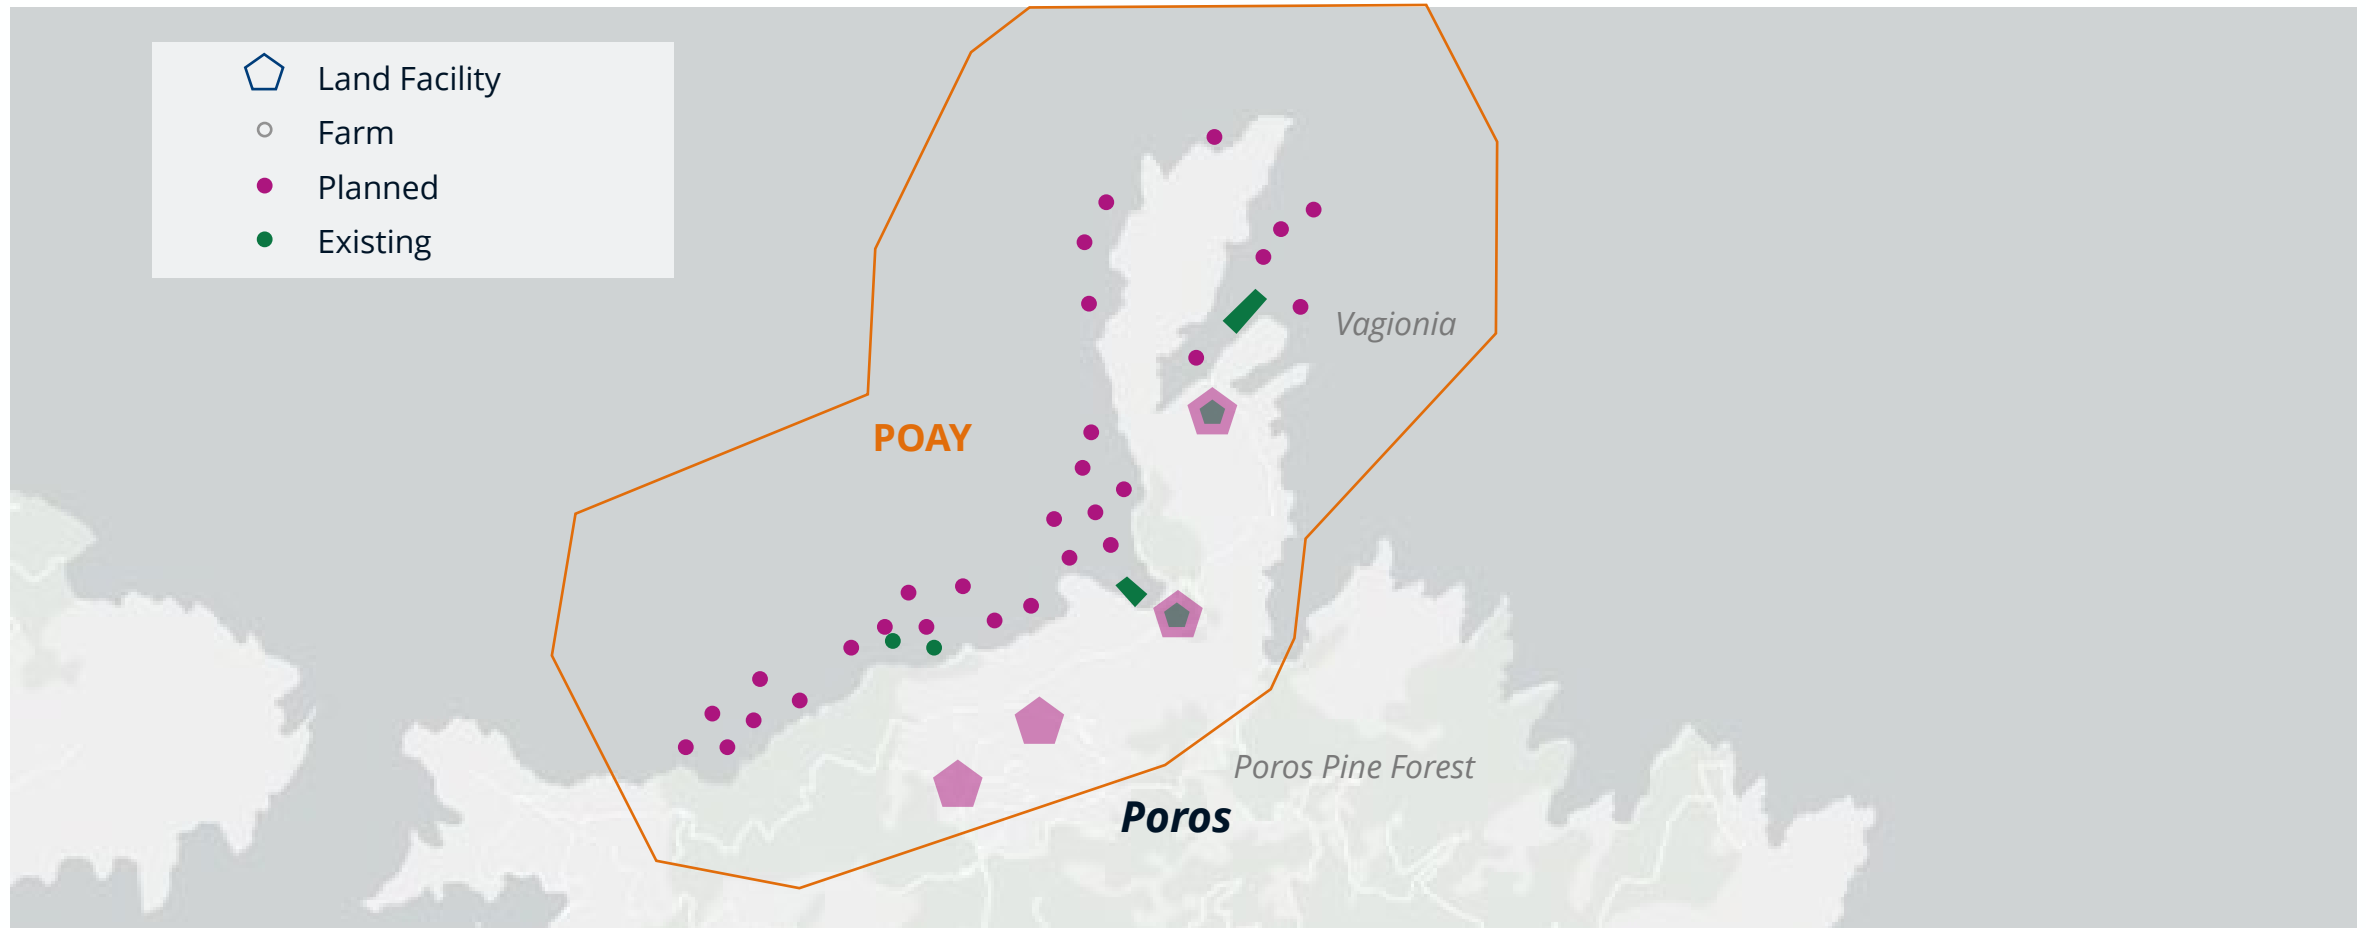 Land Facility
Farm
Planned
Existing
Vagionia
POAY
Poros Pine Forest
Poros